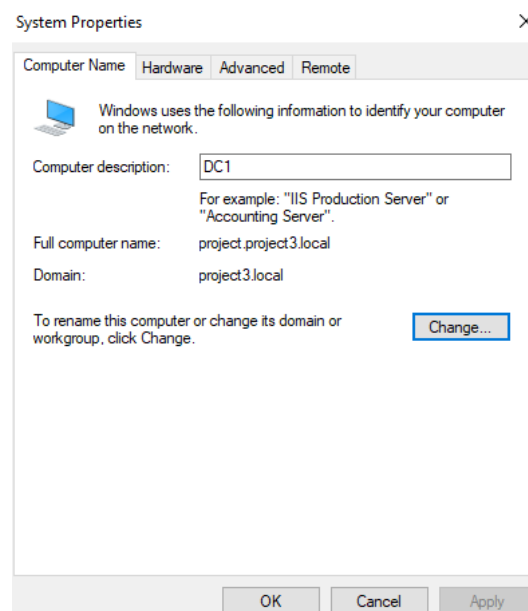 System Properties
Computer Name Hardware Advanced Remote
Windows uses the following information to identify your computer
on the network.
Computer description: DC1
For example: "IIS Production Server" or
"Accounting Server".
Full computer name: project.project3.local
Domain: project3.local
To rename this computer or change its domain or
workgroup, click Change.
Change...
OK Cancel Apply